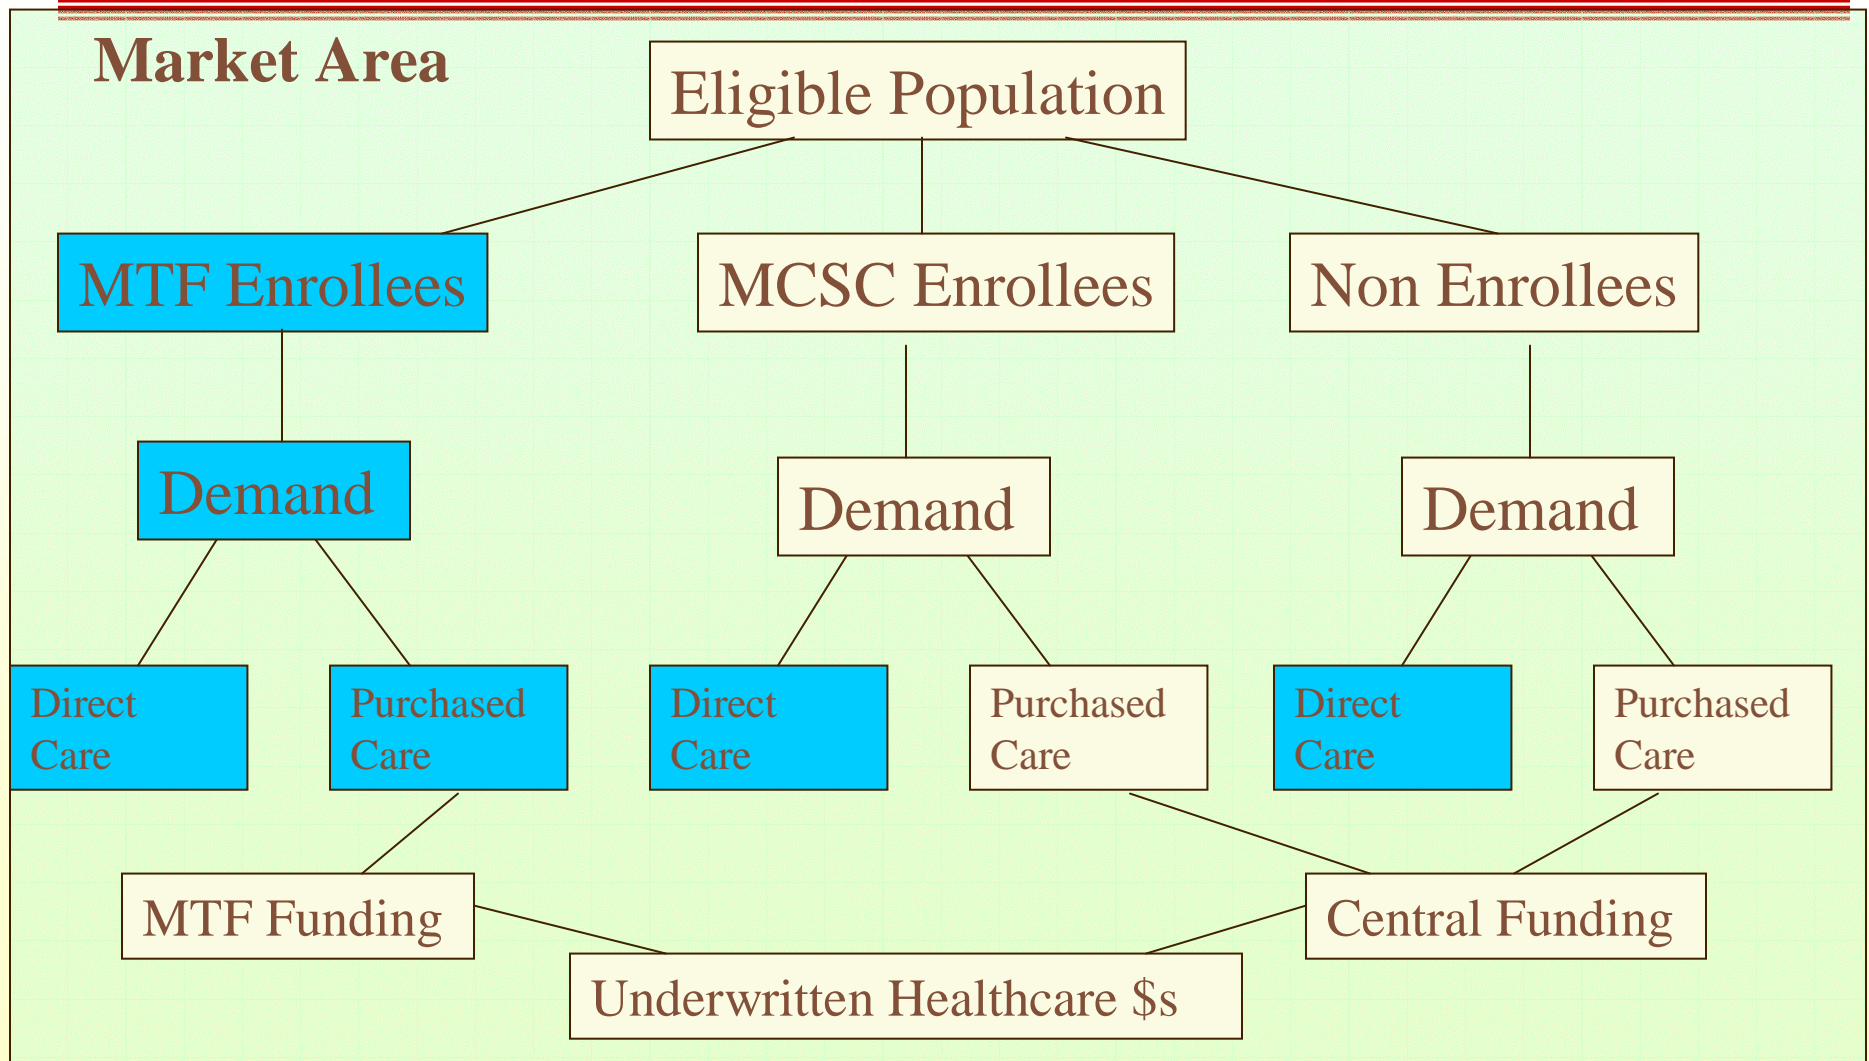 Market Area
Eligible Population
MTF Enrollees
MCSC Enrollees
Non Enrollees
Demand
Demand
Demand
Direct
Care
Purchased
Care
Direct
Care
Purchased
Care
Direct
Care
Purchased
Care
MTF Funding
Central Funding
Underwritten Healthcare $s